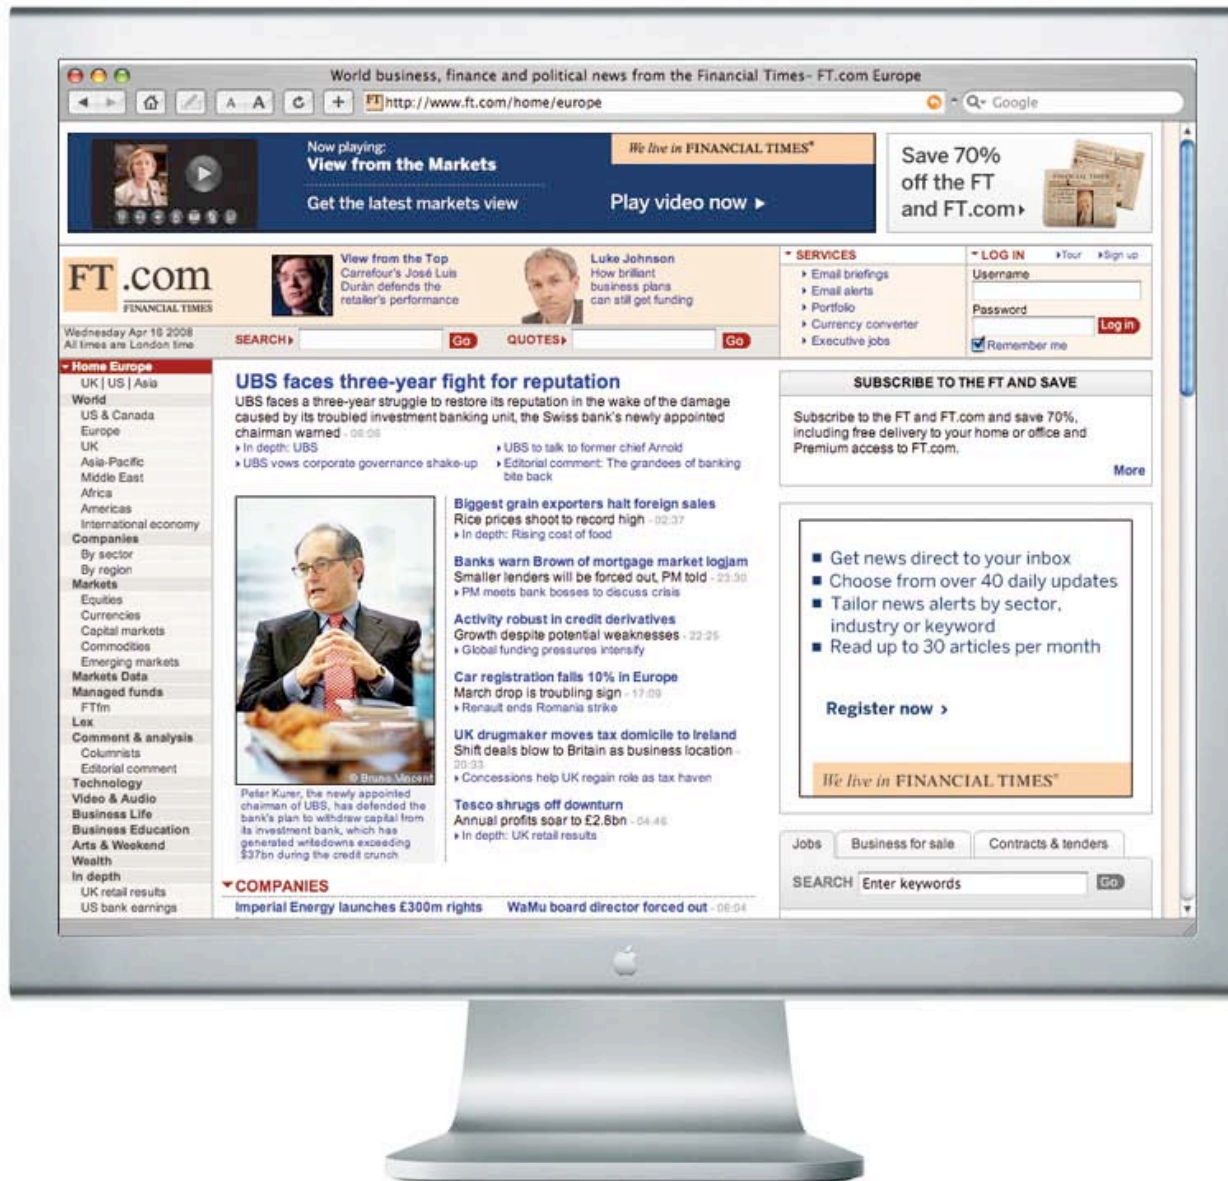 World business, finance and political news from the Financial Times- FT.com Europe
A A
http://www.ft.com/home/europe
Google
Now playing:
View from the Markets
Get the latest markets view
We live in FINANCIAL TIMES®
Play video now
Save 70%
off the FT
and FT.com
FINANCIAL TIMES
FT.com
FINANCIAL TIMES
View from the Top
Carrefour's José Luis
Durán defends the
retailer's performance
Luke Johnson
How brilliant
business plans
can still get funding
SERVICES
Email briefings
Email alerts
Portfolio
Currency converter
Executive jobs
LOG IN Tour Sign up
Username
Password
Log in
Remember me
Wednesday Apr 16 2008
All times are London time
SEARCH Go QUOTES Go
Home Europe
UK | US | Asia
World
US & Canada
Europe
UK
Asia-Pacific
Middle East
Africa
Americas
International economy
Companies
By sector
By region
Markets
Equities
Currencies
Capital markets
Commodities
Emerging markets
Markets Data
Managed funds
FTfm
Lex
Comment & analysis
Columnists
Editorial comment
Technology
Video & Audio
Business Life
Business Education
Arts & Weekend
Wealth
In depth
UK retail results
US bank earnings
UBS faces three-year fight for reputation
UBS faces a three-year struggle to restore its reputation in the wake of the damage
caused by its troubled investment banking unit, the Swiss bank's newly appointed
chairman warned - 06:06
In depth: UBS
UBS vows corporate governance shake-up
UBS to talk to former chief Arnold
Editorial comment: The grandees of banking
bite back
© Bruno Vincent
Peter Kurer, the newly appointed
chairman of UBS, has defended the
bank's plan to withdraw capital from
its investment bank, which has
generated writedowns exceeding
$37bn during the credit crunch
Biggest grain exporters halt foreign sales
Rice prices shoot to record high - 02:37
In depth: Rising cost of food
Banks warn Brown of mortgage market logjam
Smaller lenders will be forced out, PM told - 23:30
PM meets bank bosses to discuss crisis
Activity robust in credit derivatives
Growth despite potential weaknesses - 22:25
Global funding pressures intensify
Car registration falls 10% in Europe
March drop is troubling sign - 17:09
Renault ends Romania strike
UK drugmaker moves tax domicile to Ireland
Shift deals blow to Britain as business location -
20:33
Concessions help UK regain role as tax haven
Tesco shrugs off downturn
Annual profits soar to £2.8bn - 04:46
In depth: UK retail results
COMPANIES
Imperial Energy launches £300m rights
WaMu board director forced out - 06:04
SUBSCRIBE TO THE FT AND SAVE
Subscribe to the FT and FT.com and save 70%,
including free delivery to your home or office and
Premium access to FT.com.
More
Get news direct to your inbox
Choose from over 40 daily updates
Tailor news alerts by sector,
industry or keyword
Read up to 30 articles per month
Register now >
We live in FINANCIAL TIMES®
Jobs Business for sale Contracts & tenders
SEARCH Enter keywords Go